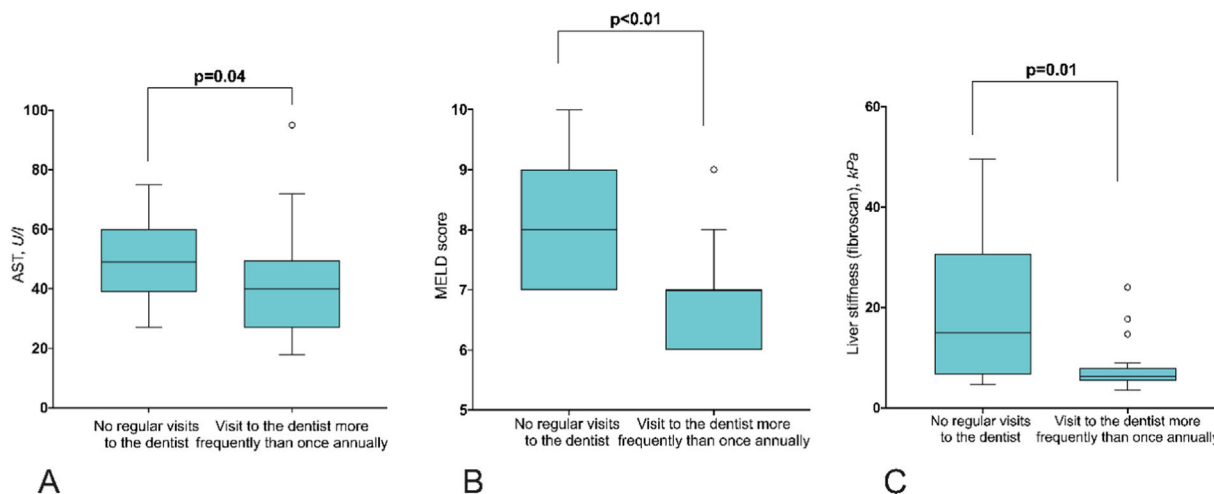 p=0.04
100
80
60
40
20
0
AST, U/l
No regular visits
to the dentist
Visit to the dentist more
frequently than once annually
A
p<0.01
10
9
8
7
6
5
MELD score
No regular visits
to the dentist
Visit to the dentist more
frequently than once annually
B
p=0.01
60
40
20
0
Liver stiffness (fibroscan), kPa
No regular visits
to the dentist
Visit to the dentist more
frequently than once annually
C